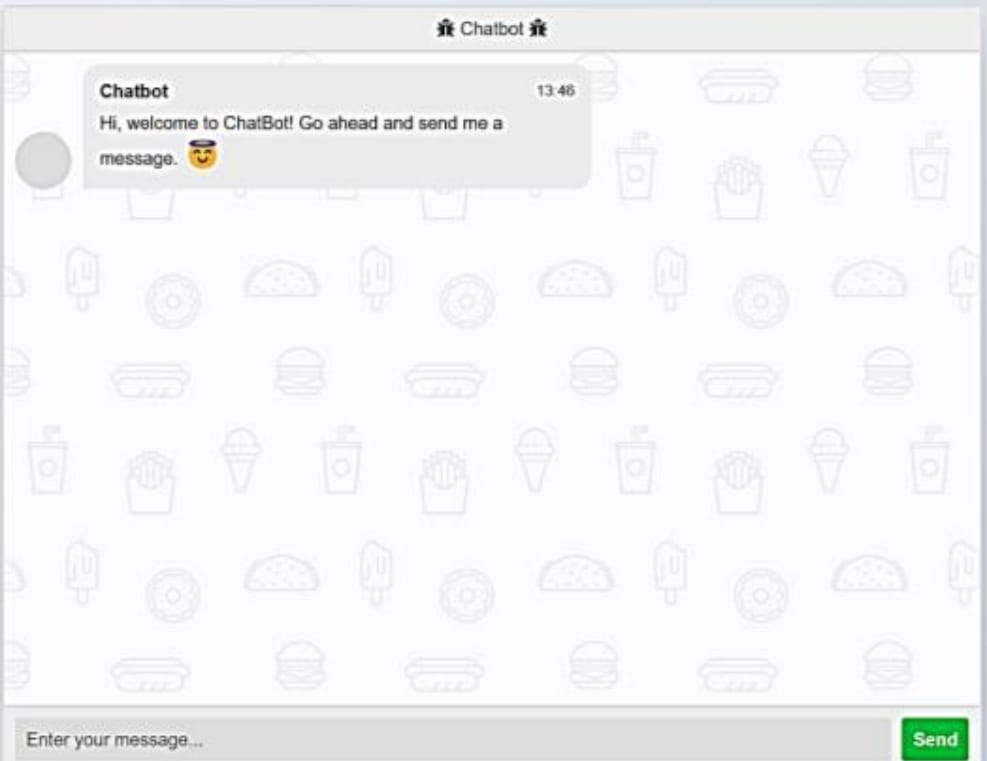 Chatbot
Chatbot
13:46
Hi, welcome to ChatBot! Go ahead and send me a
message. 😇
Enter your message...
Send